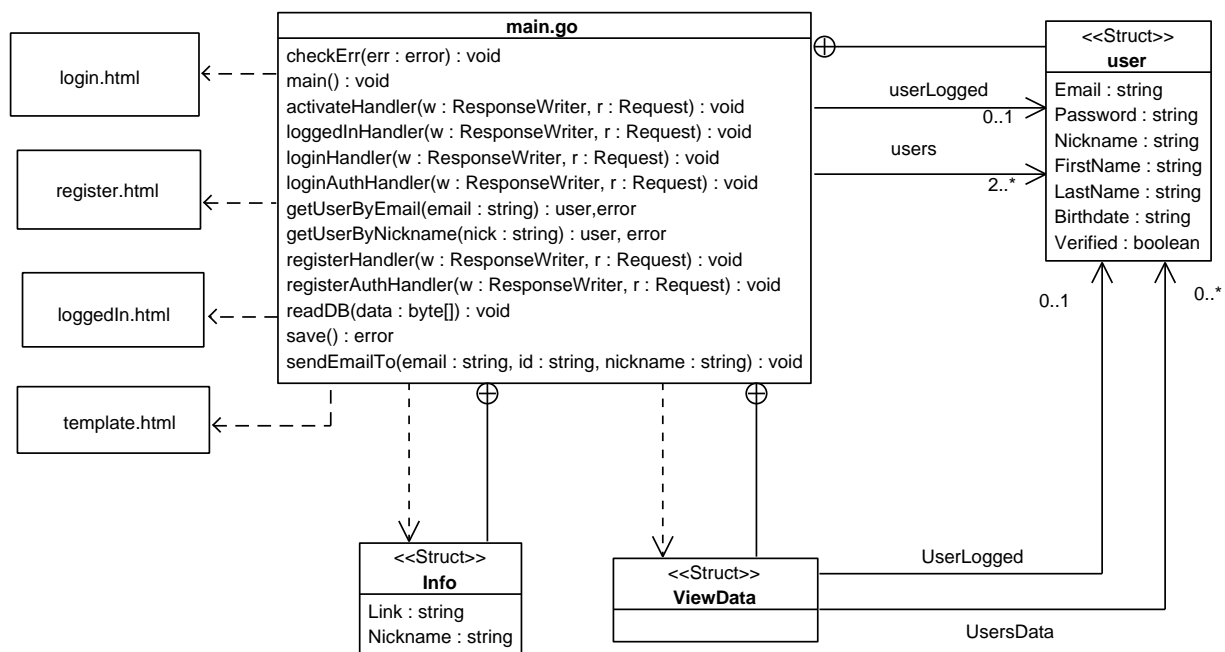 main.go
checkErr(err : error) : void
main() : void
activateHandler(w : ResponseWriter, r : Request) : void
loggedInHandler(w : ResponseWriter, r : Request) : void
loginHandler(w : ResponseWriter, r : Request) : void
loginAuthHandler(w : ResponseWriter, r : Request) : void
getUserByEmail(email : string) : user,error
getUserByNickname(nick : string) : user, error
registerHandler(w : ResponseWriter, r : Request) : void
registerAuthHandler(w : ResponseWriter, r : Request) : void
readDB(data : byte[]) : void
save() : error
sendEmailTo(email : string, id : string, nickname : string) : void
login.html
register.html
loggedIn.html
template.html
userLogged
0..1
users
2..*
<<Struct>>
user
Email : string
Password : string
Nickname : string
FirstName : string
LastName : string
Birthdate : string
Verified : boolean
0..1
0..*
<<Struct>>
Info
Link : string
Nickname : string
<<Struct>>
ViewData
UserLogged
UsersData